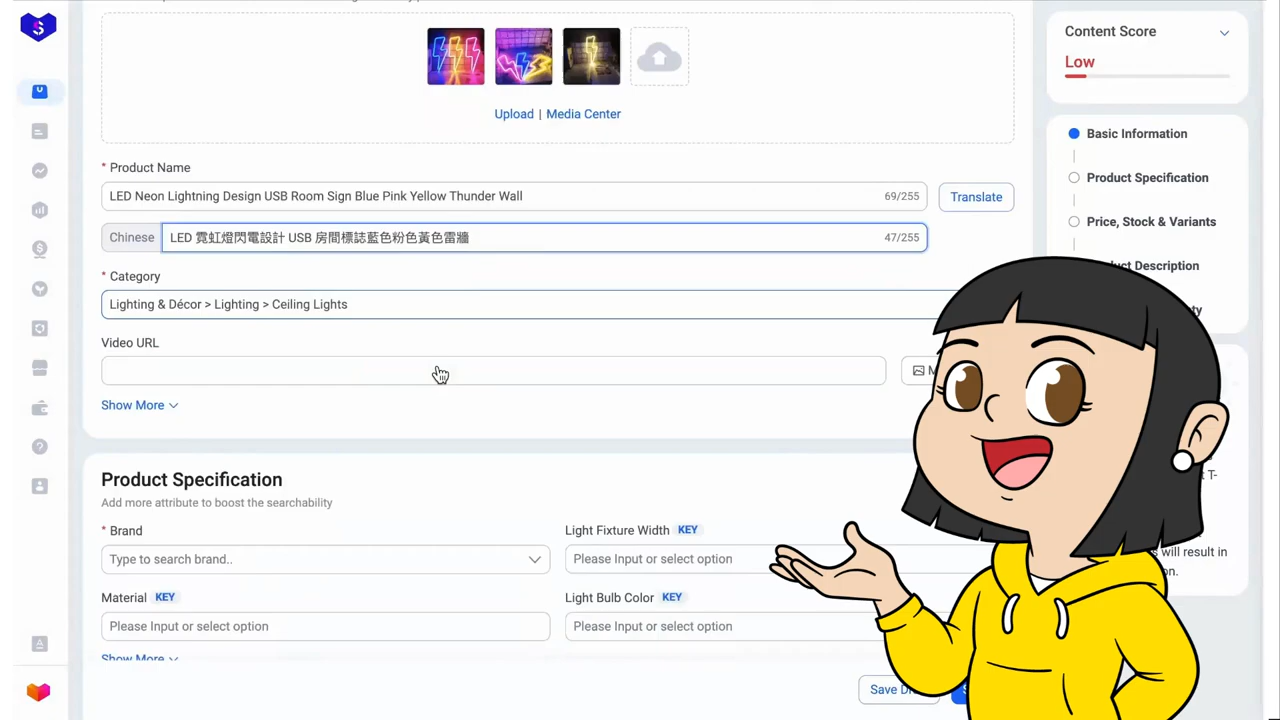 Content Score
Low
Upload | Media Center
Basic Information
* Product Name
Product Specification
LED Neon Lightning Design USB Room Sign Blue Pink Yellow Thunder Wall 69/255
Translate
Price, Stock & Variants
Chinese
LED 霓虹燈閃電設計 USB 房間標誌藍色粉色黃色雷牆 47/255
Description
* Category
Lighting & Décor > Lighting > Ceiling Lights
Video URL
Show More
Product Specification
Add more attribute to boost the searchability
* Brand
Light Fixture Width KEY
Type to search brand..
Please Input or select option
s will result in
Material KEY
Light Bulb Color KEY
Please Input or select option
Please Input or select option
Show More
Save